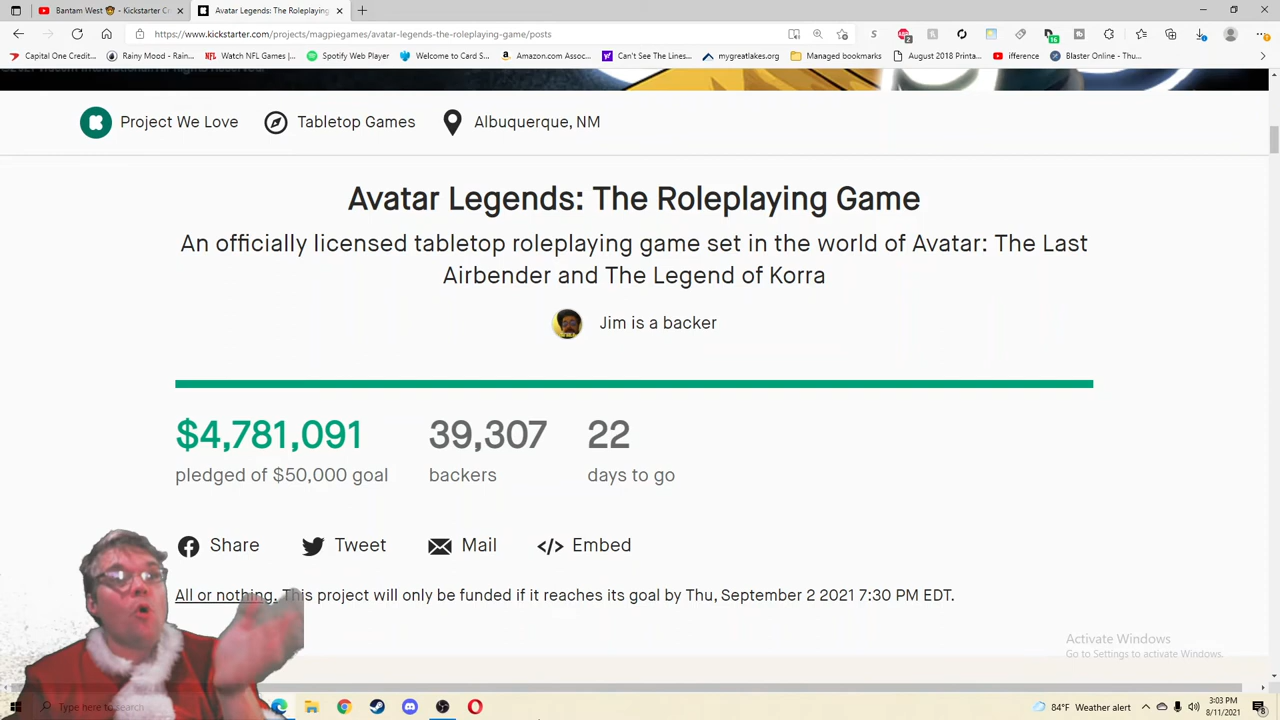 Bantam West 🤠 - Kickstarter Cr
Avatar Legends: The Roleplaying
https://www.kickstarter.com/projects/magpiegames/avatar-legends-the-roleplaying-game/posts
Capital One Credit... Rainy Mood - Rain... Watch NFL Games -... Spotify Web Player Welcome to Card S... Amazon.com Assoc... Can't See The Lines... mygreatlakes.org Managed bookmarks August 2018 Printa... ifference Blaster Online - Thu...
Project We Love Tabletop Games Albuquerque, NM
Avatar Legends: The Roleplaying Game
An officially licensed tabletop roleplaying game set in the world of Avatar: The Last
Airbender and The Legend of Korra
Jim is a backer
$4,781,091 39,307 22
pledged of $50,000 goal backers days to go
Share Tweet Mail Embed
All or nothing. This project will only be funded if it reaches its goal by Thu, September 2 2021 7:30 PM EDT.
Activate Windows
Go to Settings to activate Windows.
Type here to search
84°F Weather alert
3:03 PM
8/11/2021